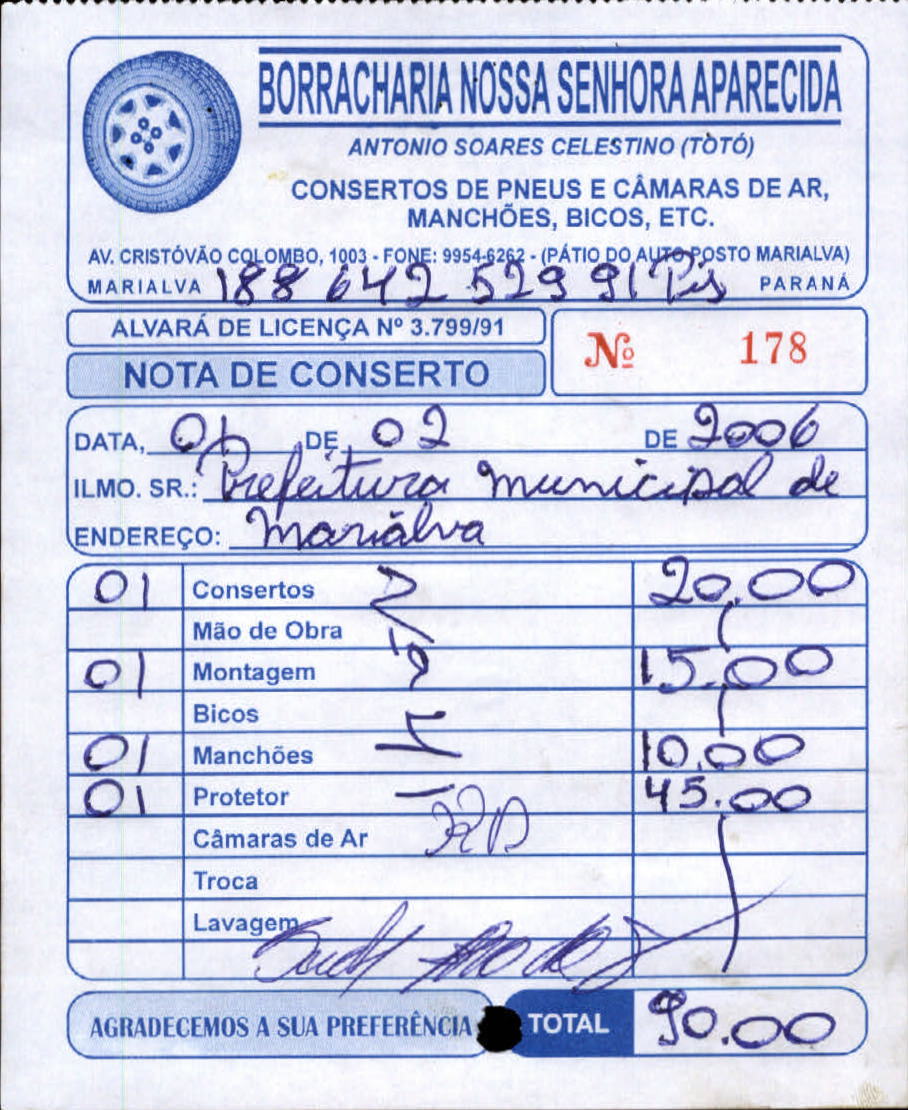 BORRACHARIA NOSSA SENHORA APARECIDA
ANTONIO SOARES CELESTINO (TOTÓ)
CONSERTOS DE PNEUS E CÂMARAS DE AR,
MANCHÕES, BICOS, ETC.
AV. CRISTÓVÃO COLOMBO, 1003 - FONE: 9954-6262 - (PÁTIO DO AUTO POSTO MARIALVA)
MARIALVA 188 642 529 91 Pis PARANÁ
ALVARÁ DE LICENÇA Nº 3.799/91
Nº 178
NOTA DE CONSERTO
DATA, 01 DE 02 DE 2006
ILMO. SR.: Prefeitura municipal de
ENDEREÇO: Marialva
01 Consertos 20.00
Mão de Obra
01 Montagem 15.00
Bicos
01 Manchões 10.00
01 Protetor 45.00
Câmaras de Ar
Troca
Lavagem
AGRADECEMOS A SUA PREFERÊNCIA TOTAL 90.00